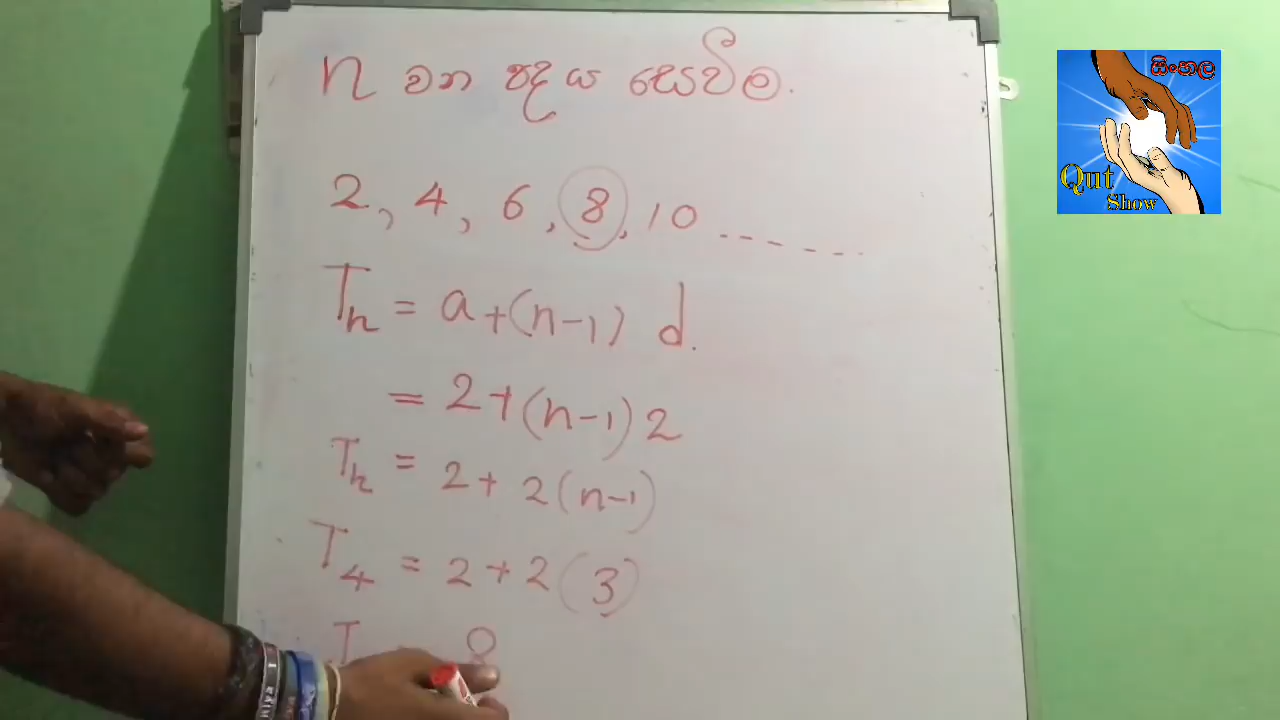 n වන පදය සෙවීම.
2, 4, 6, 8, 10 ------
Tn = a+(n-1) d.
= 2+(n-1)2
Tn = 2+ 2(n-1)
T4 = 2+2(3)
T = 8
සිංහල
Qut
Show